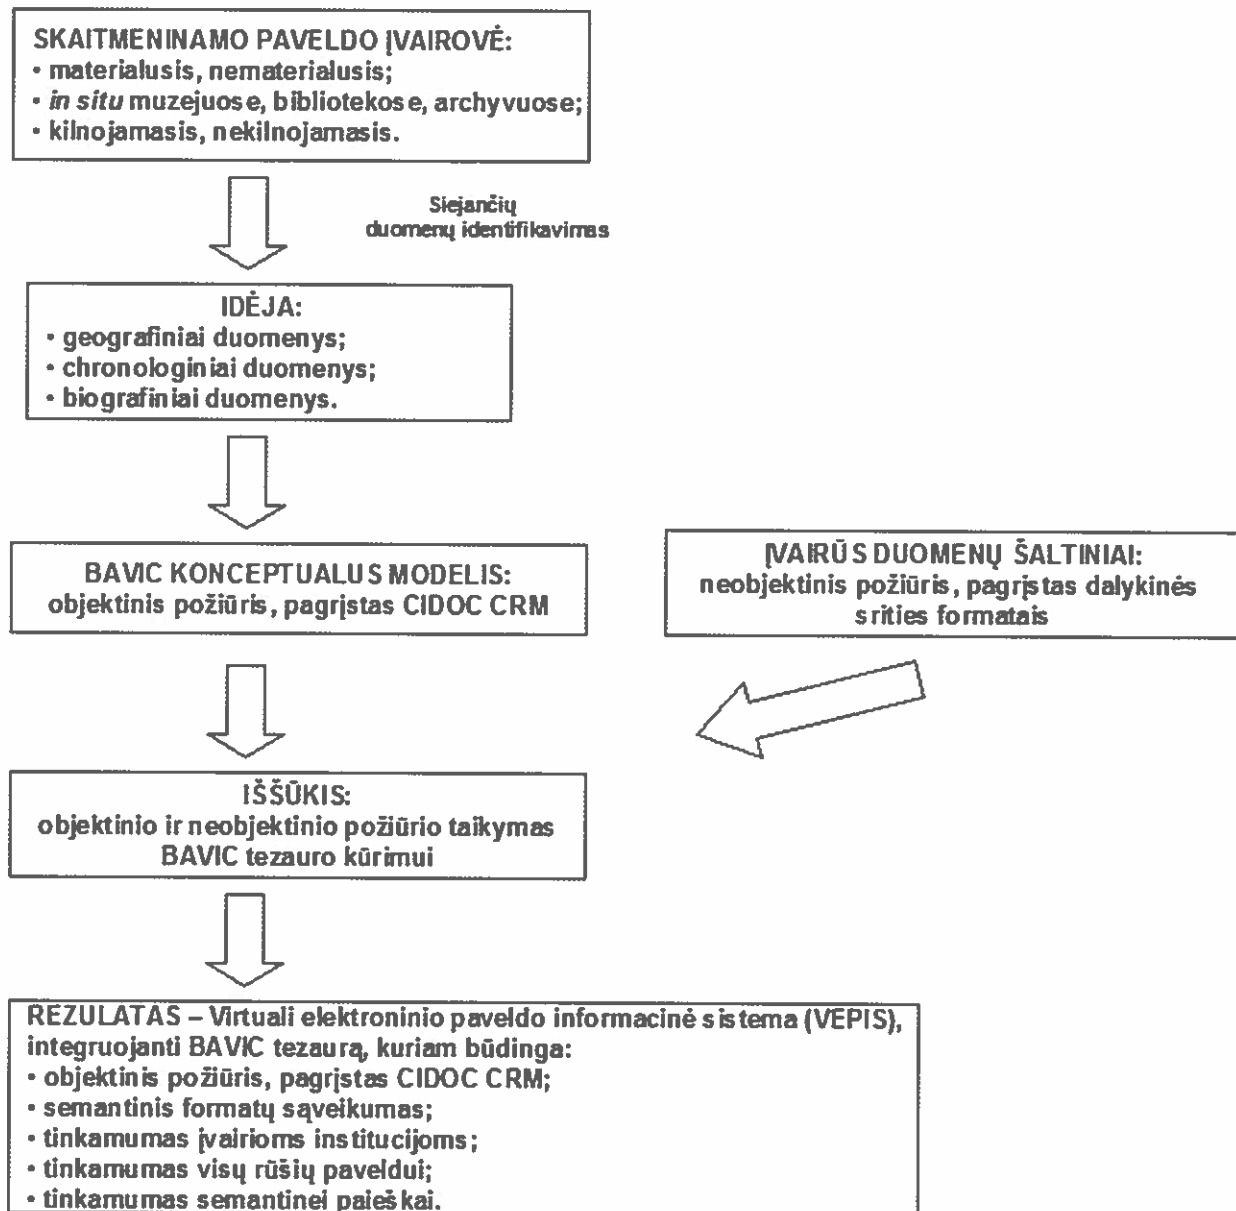 SKAITMENINAMO PAVELDO ĮVAIROVĖ:
• materialusis, nematerialusis;
• in situ muzejuose, bibliotekose, archyvuose;
• kilnojamasis, nekilnojamasis.
Siejančių
duomenų identifikavimas
IDĖJA:
• geografiniai duomenys;
• chronologiniai duomenys;
• biografiniai duomenys.
BAVIC KONCEPTUALUS MODELIS:
objektinis požiūris, pagrįstas CIDOC CRM
ĮVAIRŪS DUOMENŲ ŠALTINIAI:
neobjektinis požiūris, pagrįstas dalykinės
srities formatais
IŠŠŪKIS:
objektinio ir neobjektinio požiūrio taikymas
BAVIC tezauro kūrimui
REZULATAS – Virtuali elektroninio paveldo informacinė sistema (VEPIS),
integruojanti BAVIC tezaurą, kuriam būdinga:
• objektinis požiūris, pagrįstas CIDOC CRM;
• semantinis formatų sąveikumas;
• tinkamumas įvairioms institucijoms;
• tinkamumas visų rūšių paveldui;
• tinkamumas semantinei paieškai.